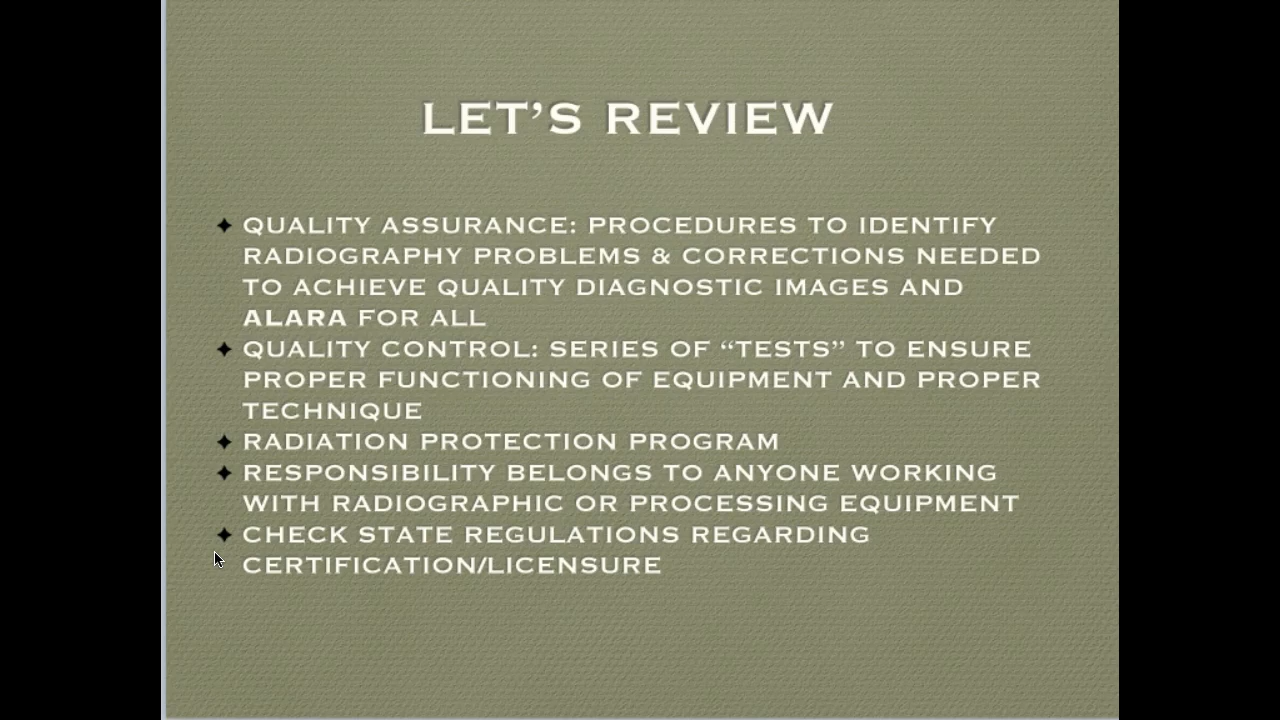 LET'S REVIEW
QUALITY ASSURANCE: PROCEDURES TO IDENTIFY
RADIOGRAPHY PROBLEMS & CORRECTIONS NEEDED
TO ACHIEVE QUALITY DIAGNOSTIC IMAGES AND
ALARA FOR ALL
QUALITY CONTROL: SERIES OF “TESTS” TO ENSURE
PROPER FUNCTIONING OF EQUIPMENT AND PROPER
TECHNIQUE
RADIATION PROTECTION PROGRAM
RESPONSIBILITY BELONGS TO ANYONE WORKING
WITH RADIOGRAPHIC OR PROCESSING EQUIPMENT
CHECK STATE REGULATIONS REGARDING
CERTIFICATION/LICENSURE